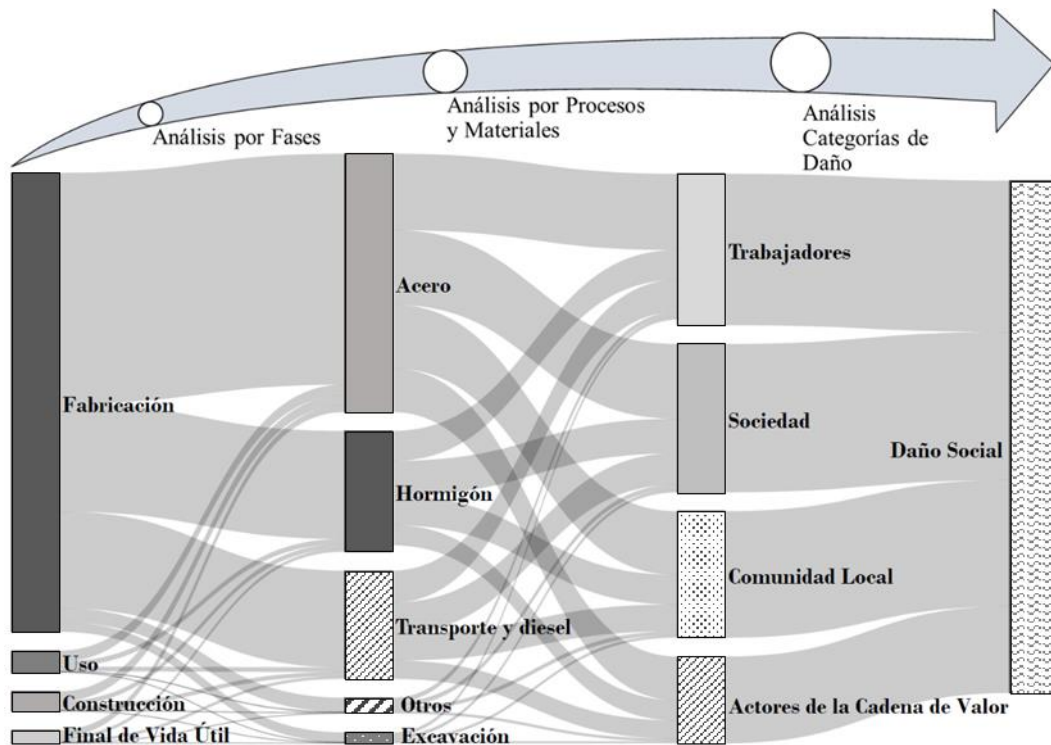 Análisis por Fases
Análisis por Procesos
y Materiales
Análisis
Categorías de
Daño
Fabricación
Uso
Construcción
Final de Vida Útil
Acero
Hormigón
Transporte y diesel
Otros
Excavación
Trabajadores
Sociedad
Comunidad Local
Actores de la Cadena de Valor
Daño Social